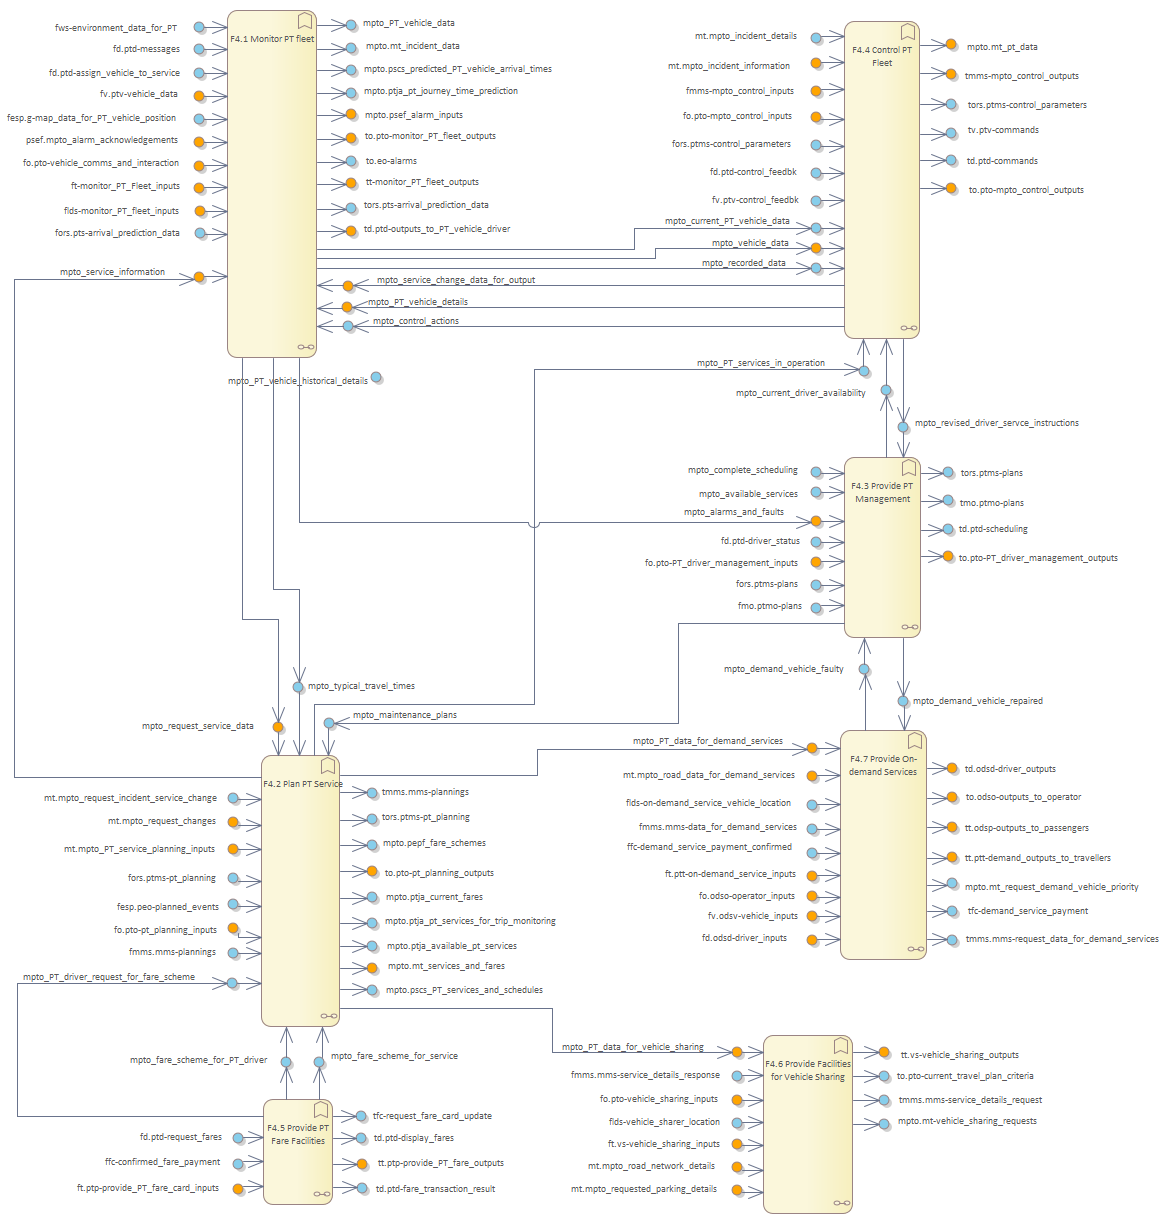 F4.1 Monitor PT fleet
fws-environment_data_for_PT
fd.ptd-messages
fd.ptd-assign_vehicle_to_service
fv.ptv-vehicle_data
fesp.g-map_data_for_PT_vehicle_position
psef.mpto_alarm_acknowledgements
fo.pto-vehicle_comms_and_interaction
ft-monitor_PT_Fleet_inputs
flds-monitor_PT_fleet_inputs
fors.pts-arrival_prediction_data
mpto_service_information
mpto_PT_vehicle_data
mpto.mt_incident_data
mpto.pscs_predicted_PT_vehicle_arrival_times
mpto.ptja_pt_journey_time_prediction
mpto.psef_alarm_inputs
to.pto-monitor_PT_fleet_outputs
to.eo-alarms
tt-monitor_PT_fleet_outputs
tors.pts-arrival_prediction_data
td.ptd-outputs_to_PT_vehicle_driver
F4.4 Control PT
Fleet
mt.mpto_incident_details
mt.mpto_incident_information
fmms-mpto_control_inputs
fo.pto-mpto_control_inputs
fors.ptms-control_parameters
fd.ptd-control_feedbk
fv.ptv-control_feedbk
mpto_current_PT_vehicle_data
mpto_vehicle_data
mpto_recorded_data
mpto_service_change_data_for_output
mpto_PT_vehicle_details
mpto_control_actions
mpto.mt_pt_data
tmms-mpto_control_outputs
tors.ptms-control_parameters
tv.ptv-commands
td.ptd-commands
to.pto-mpto_control_outputs
mpto_PT_vehicle_historical_details
mpto_PT_services_in_operation
mpto_current_driver_availability
mpto_revised_driver_servce_instructions
F4.3 Provide PT
Management
mpto_complete_scheduling
mpto_available_services
mpto_alarms_and_faults
fd.ptd-driver_status
fo.pto-PT_driver_management_inputs
fors.ptms-plans
fmo.ptmo-plans
tors.ptms-plans
tmo.ptmo-plans
td.ptd-scheduling
to.pto-PT_driver_management_outputs
mpto_demand_vehicle_faulty
mpto_demand_vehicle_repaired
mpto_typical_travel_times
mpto_request_service_data
mpto_maintenance_plans
F4.2 Plan PT Service
mt.mpto_request_incident_service_change
mt.mpto_request_changes
mt.mpto_PT_service_planning_inputs
fors.ptms-pt_planning
fesp.peo-planned_events
fo.pto-pt_planning_inputs
fmms.mms-plannings
mpto_PT_driver_request_for_fare_scheme
tmms.mms-plannings
tors.ptms-pt_planning
mpto.pepf_fare_schemes
to.pto-pt_planning_outputs
mpto.ptja_current_fares
mpto.ptja_pt_services_for_trip_monitoring
mpto.ptja_available_pt_services
mpto.mt_services_and_fares
mpto.pscs_PT_services_and_schedules
F4.7 Provide On-
demand Services
mpto_PT_data_for_demand_services
mt.mpto_road_data_for_demand_services
flds-on-demand_service_vehicle_location
fmms.mms-data_for_demand_services
ffc-demand_service_payment_confirmed
ft.ptt-on-demand_service_inputs
fo.odso-operator_inputs
fv.odsv-vehicle_inputs
fd.odsd-driver_inputs
td.odsd-driver_outputs
to.odso-outputs_to_operator
tt.odsp-outputs_to_passengers
tt.ptt-demand_outputs_to_travellers
mpto.mt_request_demand_vehicle_priority
tfc-demand_service_payment
tmms.mms-request_data_for_demand_services
mpto_fare_scheme_for_PT_driver
mpto_fare_scheme_for_service
F4.5 Provide PT
Fare Facilities
fd.ptd-request_fares
ffc-confirmed_fare_payment
ft.ptp-provide_PT_fare_card_inputs
tfc-request_fare_card_update
td.ptd-display_fares
tt.ptp-provide_PT_fare_outputs
td.ptd-fare_transaction_result
F4.6 Provide Facilities
for Vehicle Sharing
mpto_PT_data_for_vehicle_sharing
fmms.mms-service_details_response
fo.pto-vehicle_sharing_inputs
flds-vehicle_sharer_location
ft.vs-vehicle_sharing_inputs
mt.mpto_road_network_details
mt.mpto_requested_parking_details
tt.vs-vehicle_sharing_outputs
to.pto-current_travel_plan_criteria
tmms.mms-service_details_request
mpto.mt-vehicle_sharing_requests